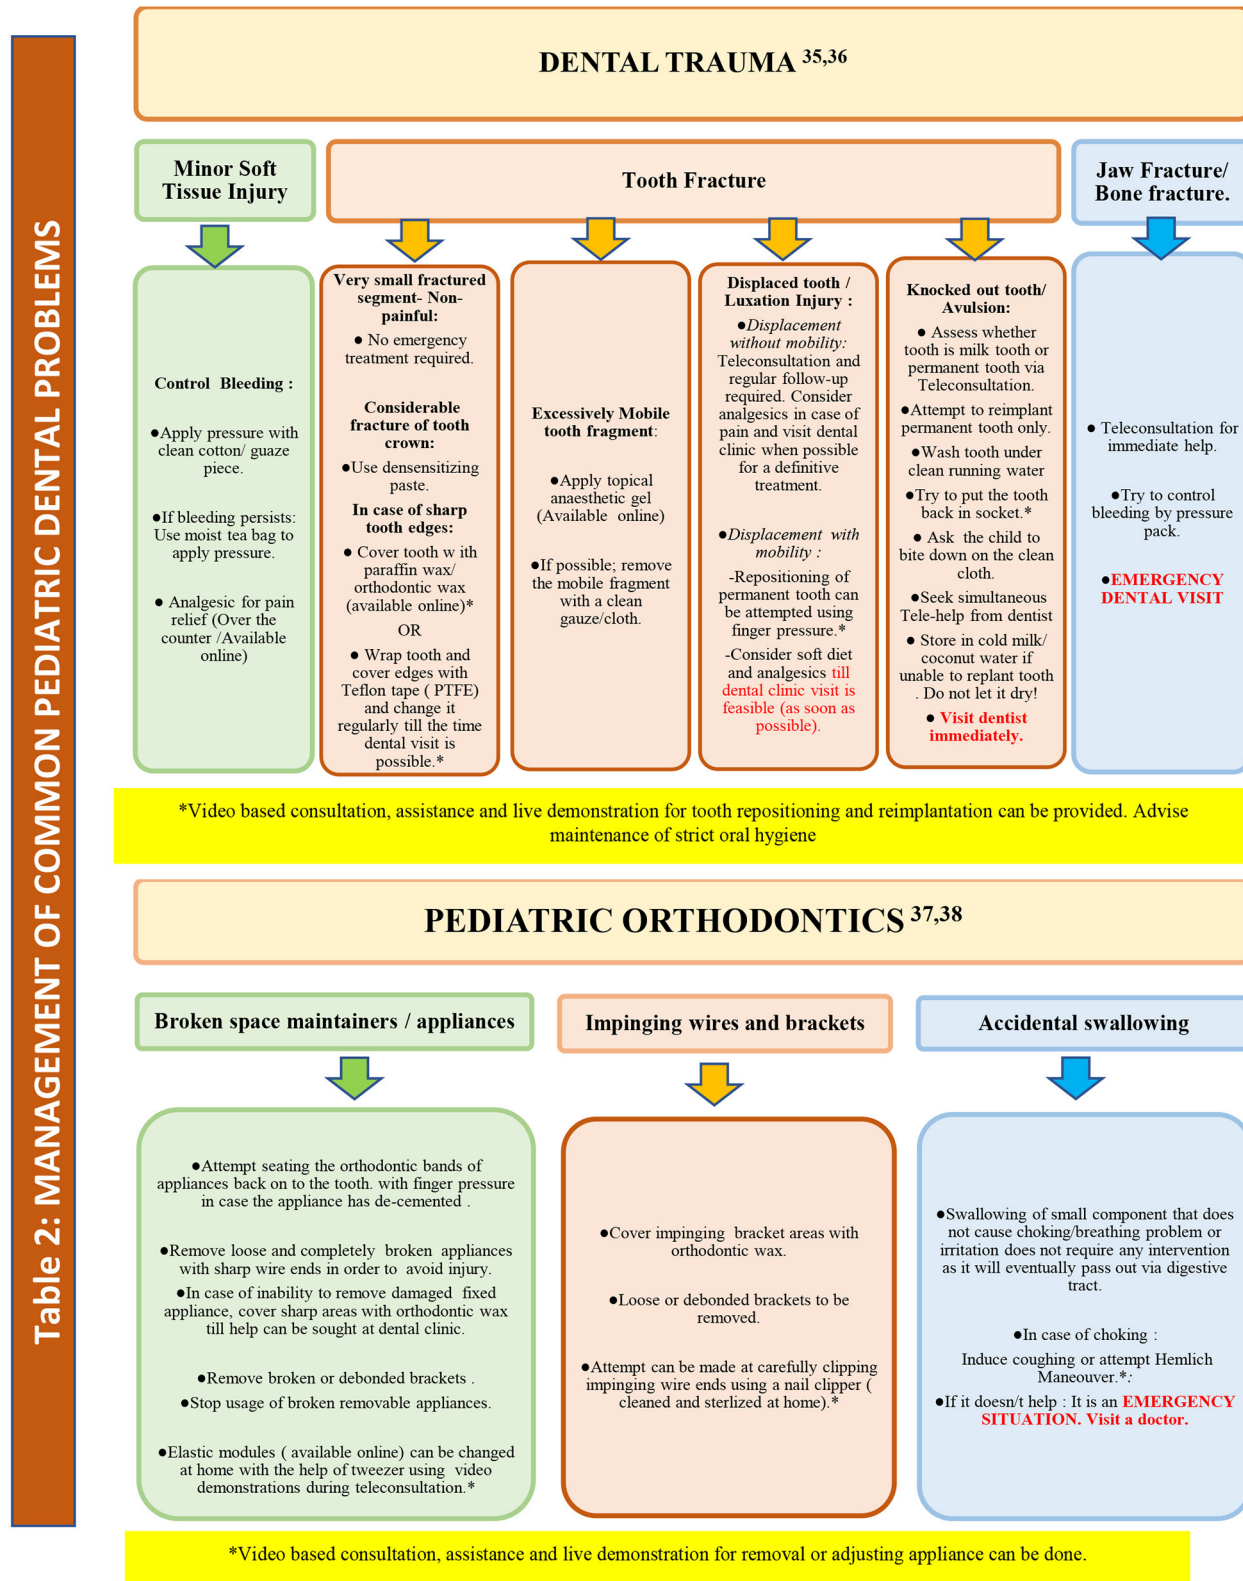 Table 2: MANAGEMENT OF COMMON PEDIATRIC DENTAL PROBLEMS
DENTAL TRAUMA 35,36
Minor Soft
Tissue Injury
Control Bleeding :
●Apply pressure with
clean cotton/ guaze
piece.
●If bleeding persists:
Use moist tea bag to
apply pressure.
● Analgesic for pain
relief (Over the
counter /Available
online)
Tooth Fracture
Very small fractured
segment- Non-
painful:
● No emergency
treatment required.
Considerable
fracture of tooth
crown:
●Use densensitizing
paste.
In case of sharp
tooth edges:
● Cover tooth w ith
paraffin wax/
orthodontic wax
(available online)*
OR
● Wrap tooth and
cover edges with
Teflon tape ( PTFE)
and change it
regularly till the time
dental visit is
possible.*
Excessively Mobile
tooth fragment:
●Apply topical
anaesthetic gel
(Available online)
●If possible; remove
the mobile fragment
with a clean
gauze/cloth.
Displaced tooth /
Luxation Injury :
●Displacement
without mobility:
Teleconsultation and
regular follow-up
required. Consider
analgesics in case of
pain and visit dental
clinic when possible
for a definitive
treatment.
●Displacement with
mobility :
-Repositioning of
permanent tooth can
be attempted using
finger pressure.*
-Consider soft diet
and analgesics till
dental clinic visit is
feasible (as soon as
possible).
Knocked out tooth/
Avulsion:
● Assess whether
tooth is milk tooth or
permanent tooth via
Teleconsultation.
●Attempt to reimplant
permanent tooth only.
●Wash tooth under
clean running water
●Try to put the tooth
back in socket.*
● Ask the child to
bite down on the clean
cloth.
●Seek simultaneous
Tele-help from dentist
● Store in cold milk/
coconut water if
unable to replant tooth
. Do not let it dry!
● Visit dentist
immediately.
Jaw Fracture/
Bone fracture.
● Teleconsultation for
immediate help.
●Try to control
bleeding by pressure
pack.
●EMERGENCY
DENTAL VISIT
*Video based consultation, assistance and live demonstration for tooth repositioning and reimplantation can be provided. Advise
maintenance of strict oral hygiene
PEDIATRIC ORTHODONTICS 37,38
Broken space maintainers / appliances
●Attempt seating the orthodontic bands of
appliances back on to the tooth. with finger pressure
in case the appliance has de-cemented .
●Remove loose and completely broken appliances
with sharp wire ends in order to avoid injury.
●In case of inability to remove damaged fixed
appliance, cover sharp areas with orthodontic wax
till help can be sought at dental clinic.
●Remove broken or debonded brackets .
●Stop usage of broken removable appliances.
●Elastic modules ( available online) can be changed
at home with the help of tweezer using video
demonstrations during teleconsultation.*
Impinging wires and brackets
●Cover impinging bracket areas with
orthodontic wax.
●Loose or debonded brackets to be
removed.
●Attempt can be made at carefully clipping
impinging wire ends using a nail clipper (
cleaned and sterlized at home).*
Accidental swallowing
●Swallowing of small component that does
not cause choking/breathing problem or
irritation does not require any intervention
as it will eventually pass out via digestive
tract.
●In case of choking :
Induce coughing or attempt Hemlich
Maneouver.*:
●If it doesn/t help : It is an EMERGENCY
SITUATION. Visit a doctor.
*Video based consultation, assistance and live demonstration for removal or adjusting appliance can be done.